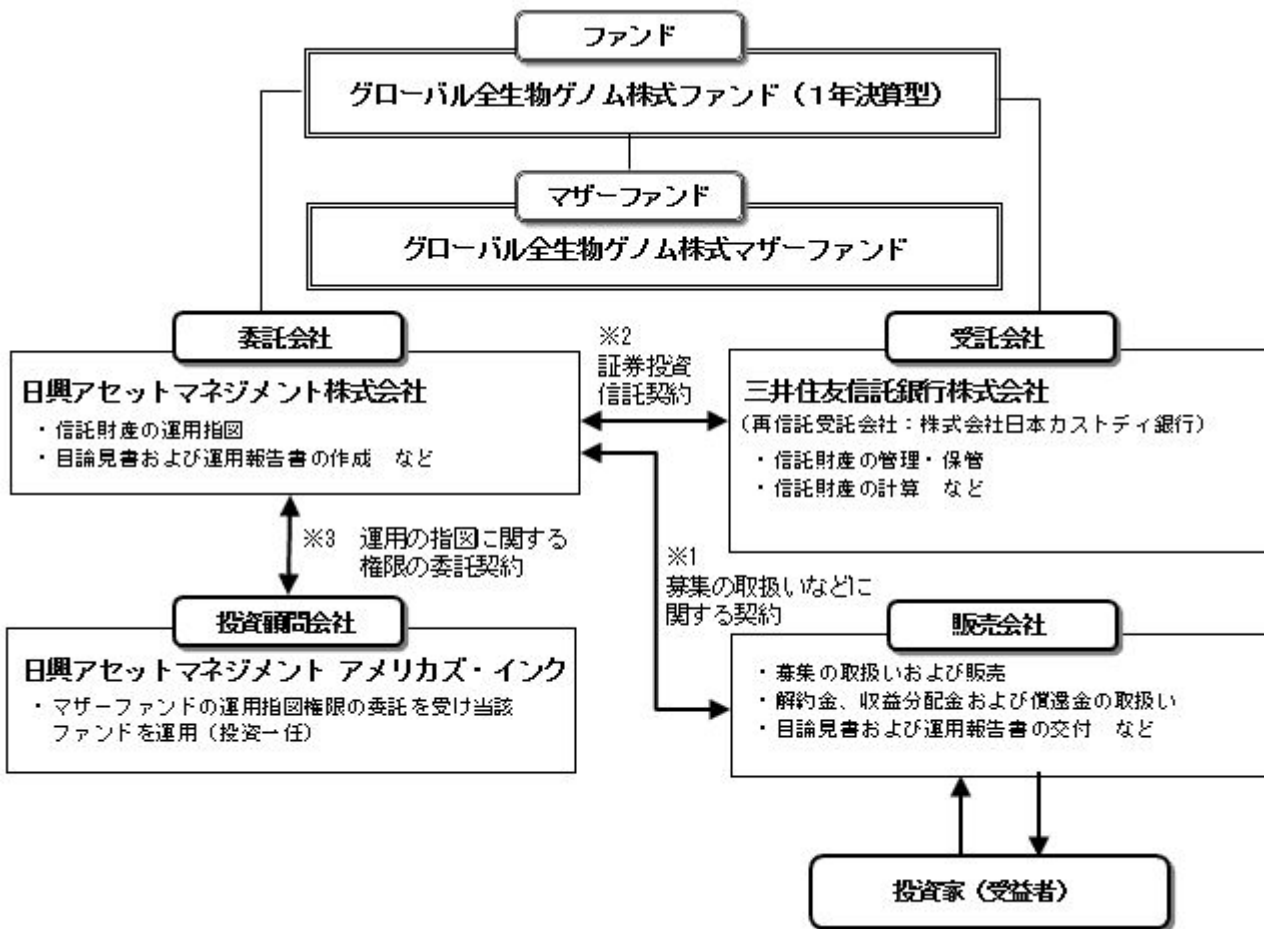 ファンド
グローバル全生物ゲノム株式ファンド（１年決算型）
マザーファンド
グローバル全生物ゲノム株式マザーファンド
委託会社
日興アセットマネジメント株式会社
・信託財産の運用指図
・目論見書および運用報告書の作成　など
※2
証券投資
信託契約
受託会社
三井住友信託銀行株式会社
（再信託受託会社：株式会社日本カストディ銀行）
・信託財産の管理・保管
・信託財産の計算　など
※3　運用の指図に関する
権限の委託契約
※1
募集の取扱いなどに
関する契約
投資顧問会社
日興アセットマネジメント アメリカズ・インク
・マザーファンドの運用指図権限の委託を受け当該
ファンドを運用（投資一任）
販売会社
・募集の取扱いおよび販売
・解約金、収益分配金および償還金の取扱い
・目論見書および運用報告書の交付　など
投資家（受益者）